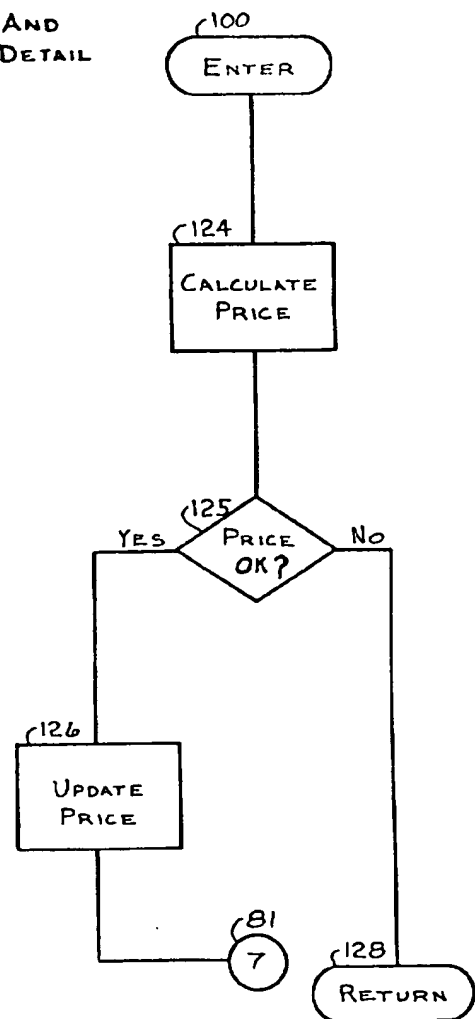 AND
DETAIL
100
ENTER
124
CALCULATE
PRICE
125
PRICE
OK?
YES
NO
126
UPDATE
PRICE
81
7
128
RETURN